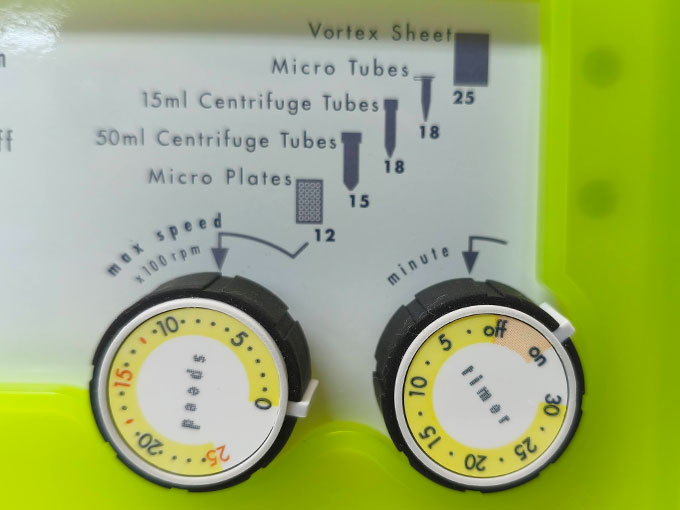 Vortex Sheet
25
Micro Tubes
18
15ml Centrifuge Tubes
18
50ml Centrifuge Tubes
15
Micro Plates
12
max speed
x100rpm
minute
0 5 10 15 20 25
speed
off on
5 10 15 20 25 30
timer